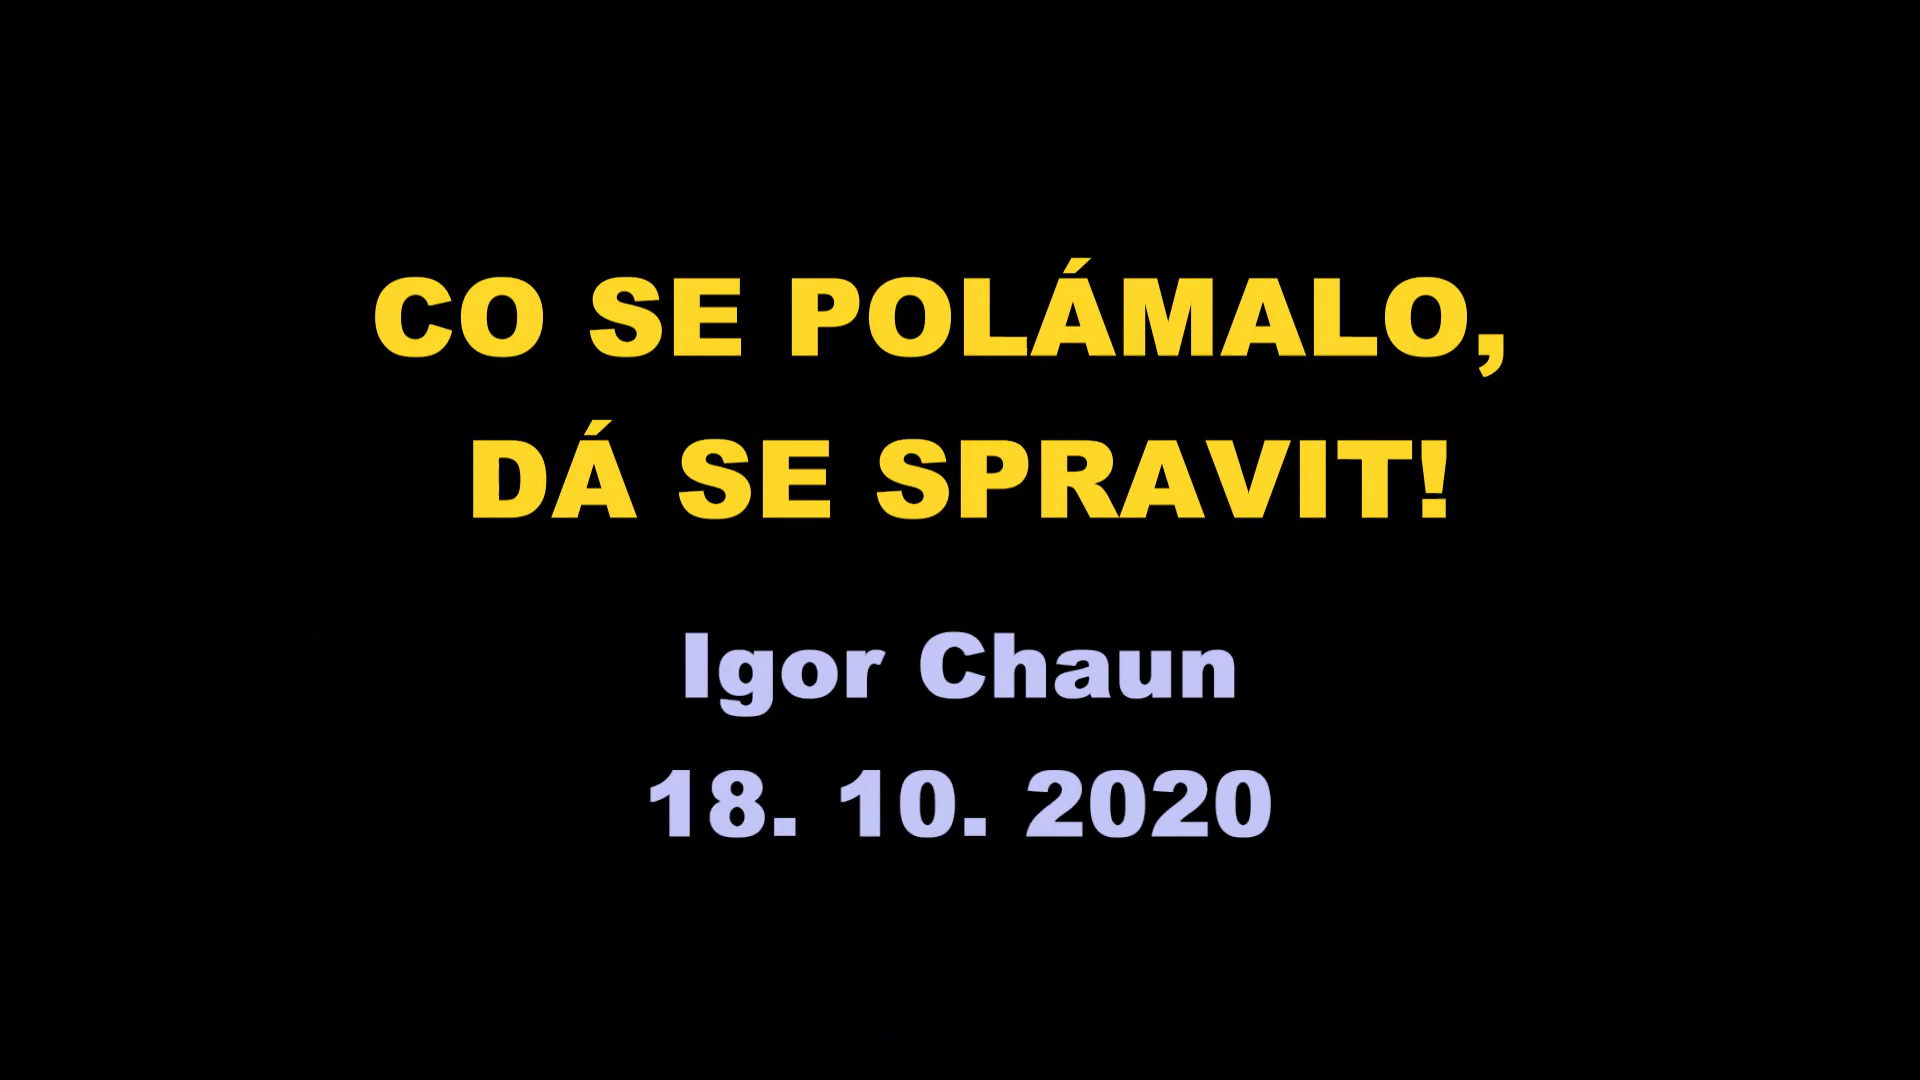 CO SE POLÁMALO,
DÁ SE SPRAVIT!
Igor Chaun
18. 10. 2020